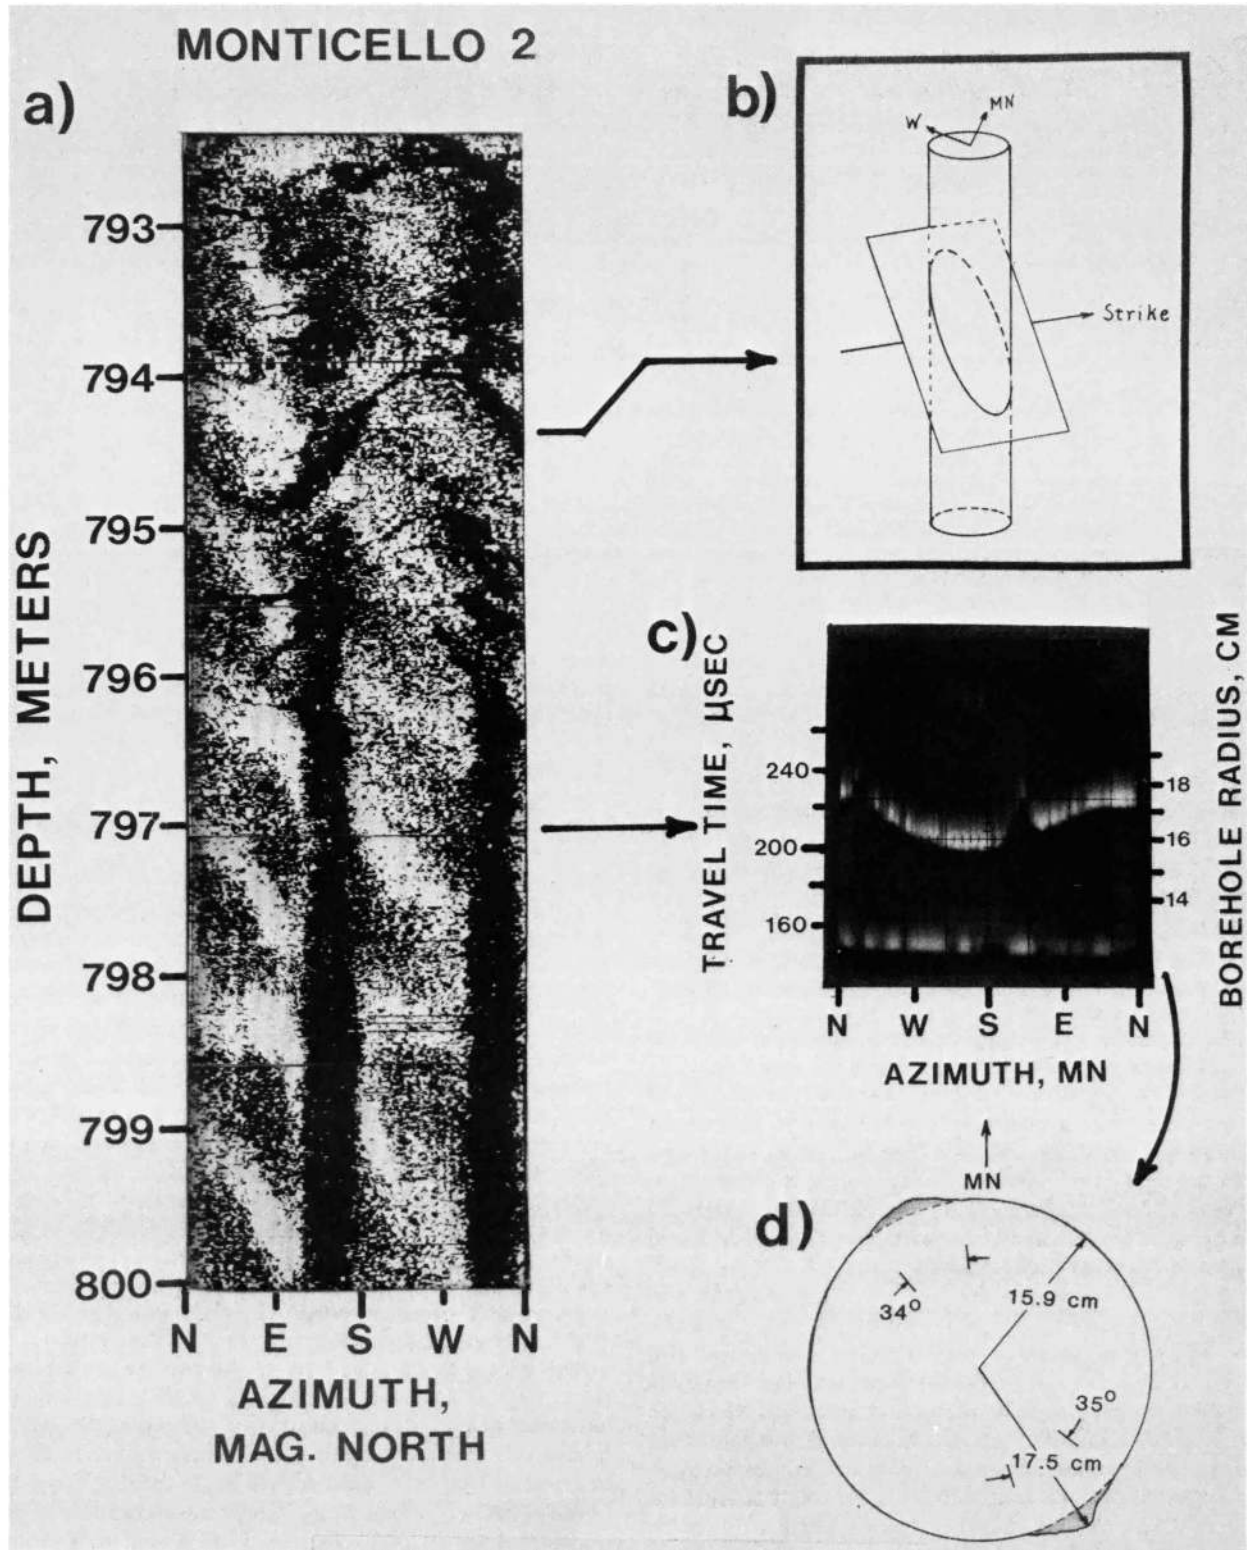 MONTICELLO 2
a)
DEPTH, METERS
793
794
795
796
797
798
799
800
N E S W N
AZIMUTH,
MAG. NORTH
b)
W
MN
Strike
c)
TRAVEL TIME, μSEC
240
200
160
BOREHOLE RADIUS, CM
18
16
14
N W S E N
AZIMUTH, MN
d)
MN
34°
15.9 cm
35°
17.5 cm